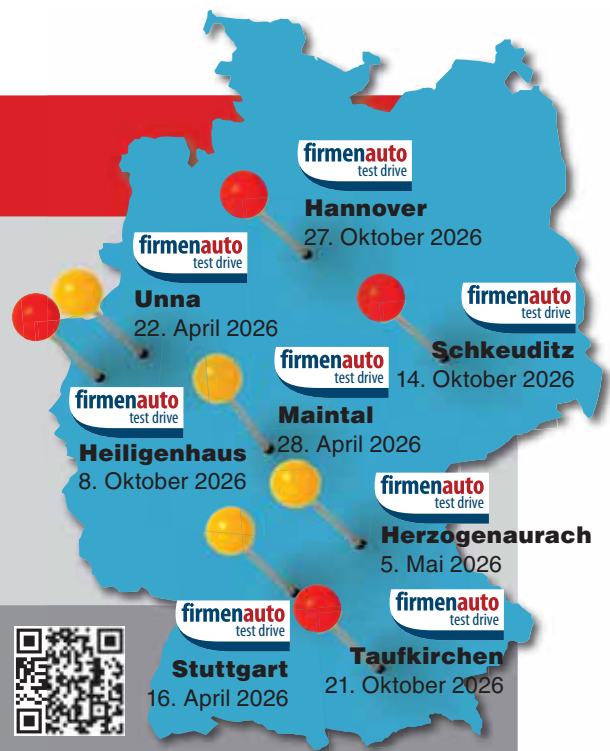 firmenauto
test drive
Hannover
27. Oktober 2026
firmenauto
test drive
Unna
22. April 2026
firmenauto
test drive
Schkeuditz
14. Oktober 2026
firmenauto
test drive
Maintal
28. April 2026
firmenauto
test drive
Heiligenhaus
8. Oktober 2026
firmenauto
test drive
Herzogenaurach
5. Mai 2026
firmenauto
test drive
Stuttgart
16. April 2026
firmenauto
test drive
Taufkirchen
21. Oktober 2026